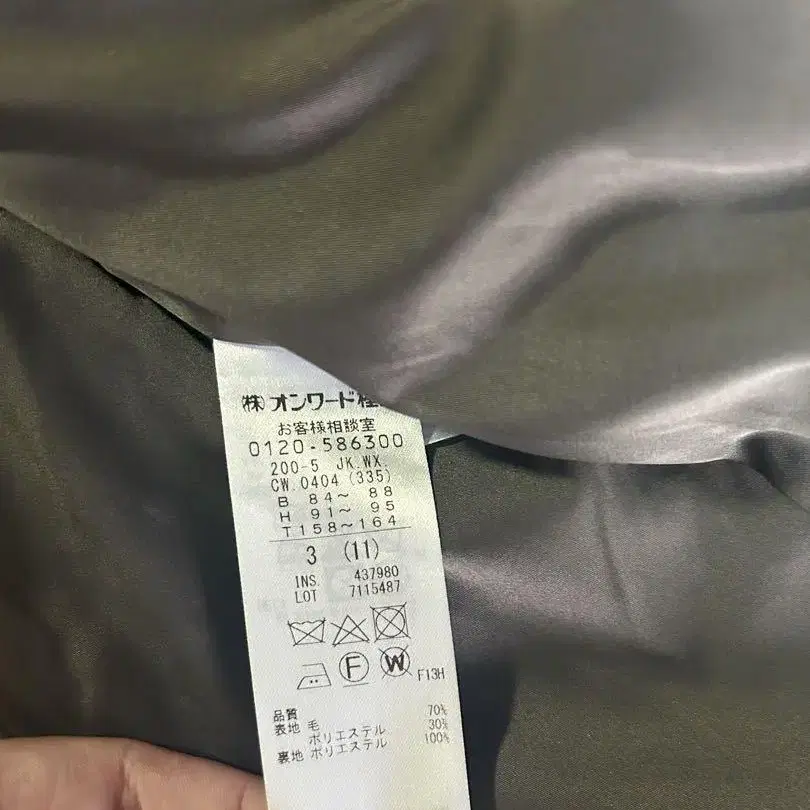 ㈱オンワード
お客様相談室
0120-586300
200-5 JK.WX.
CW.0404 (335)
B 84～ 88
H 91～ 95
T158～164
3 (11)
INS. 437980
LOT 7115487
F W F13H
品質
表地 毛 70%
ポリエステル 30%
裏地 ポリエステル 100%